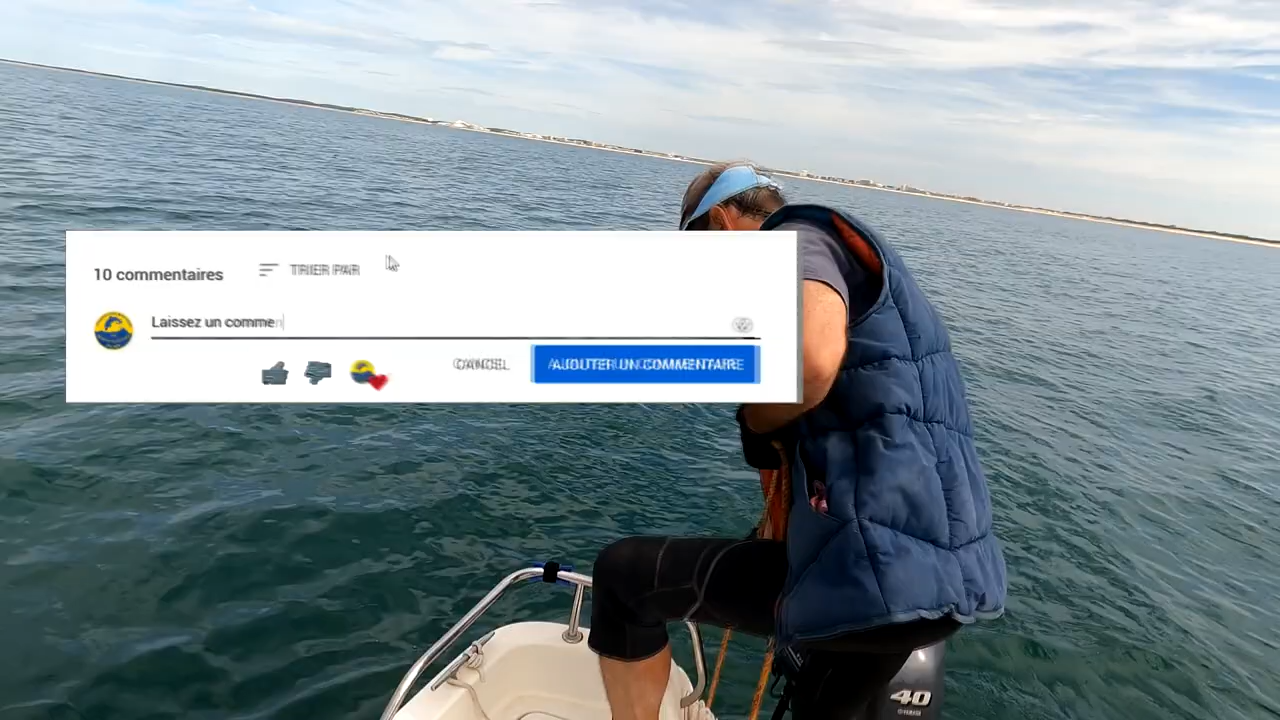 10 commentaires
TRIER PAR
Laissez un commen
CANCEL
AJOUTER UN COMMENTAIRE
40